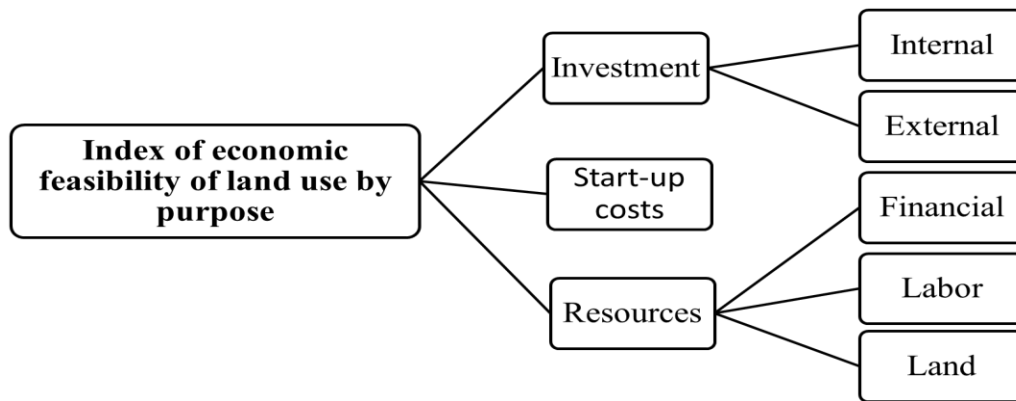 Index of economic
feasibility of land use by
purpose
Investment
Internal
External
Start-up
costs
Resources
Financial
Labor
Land